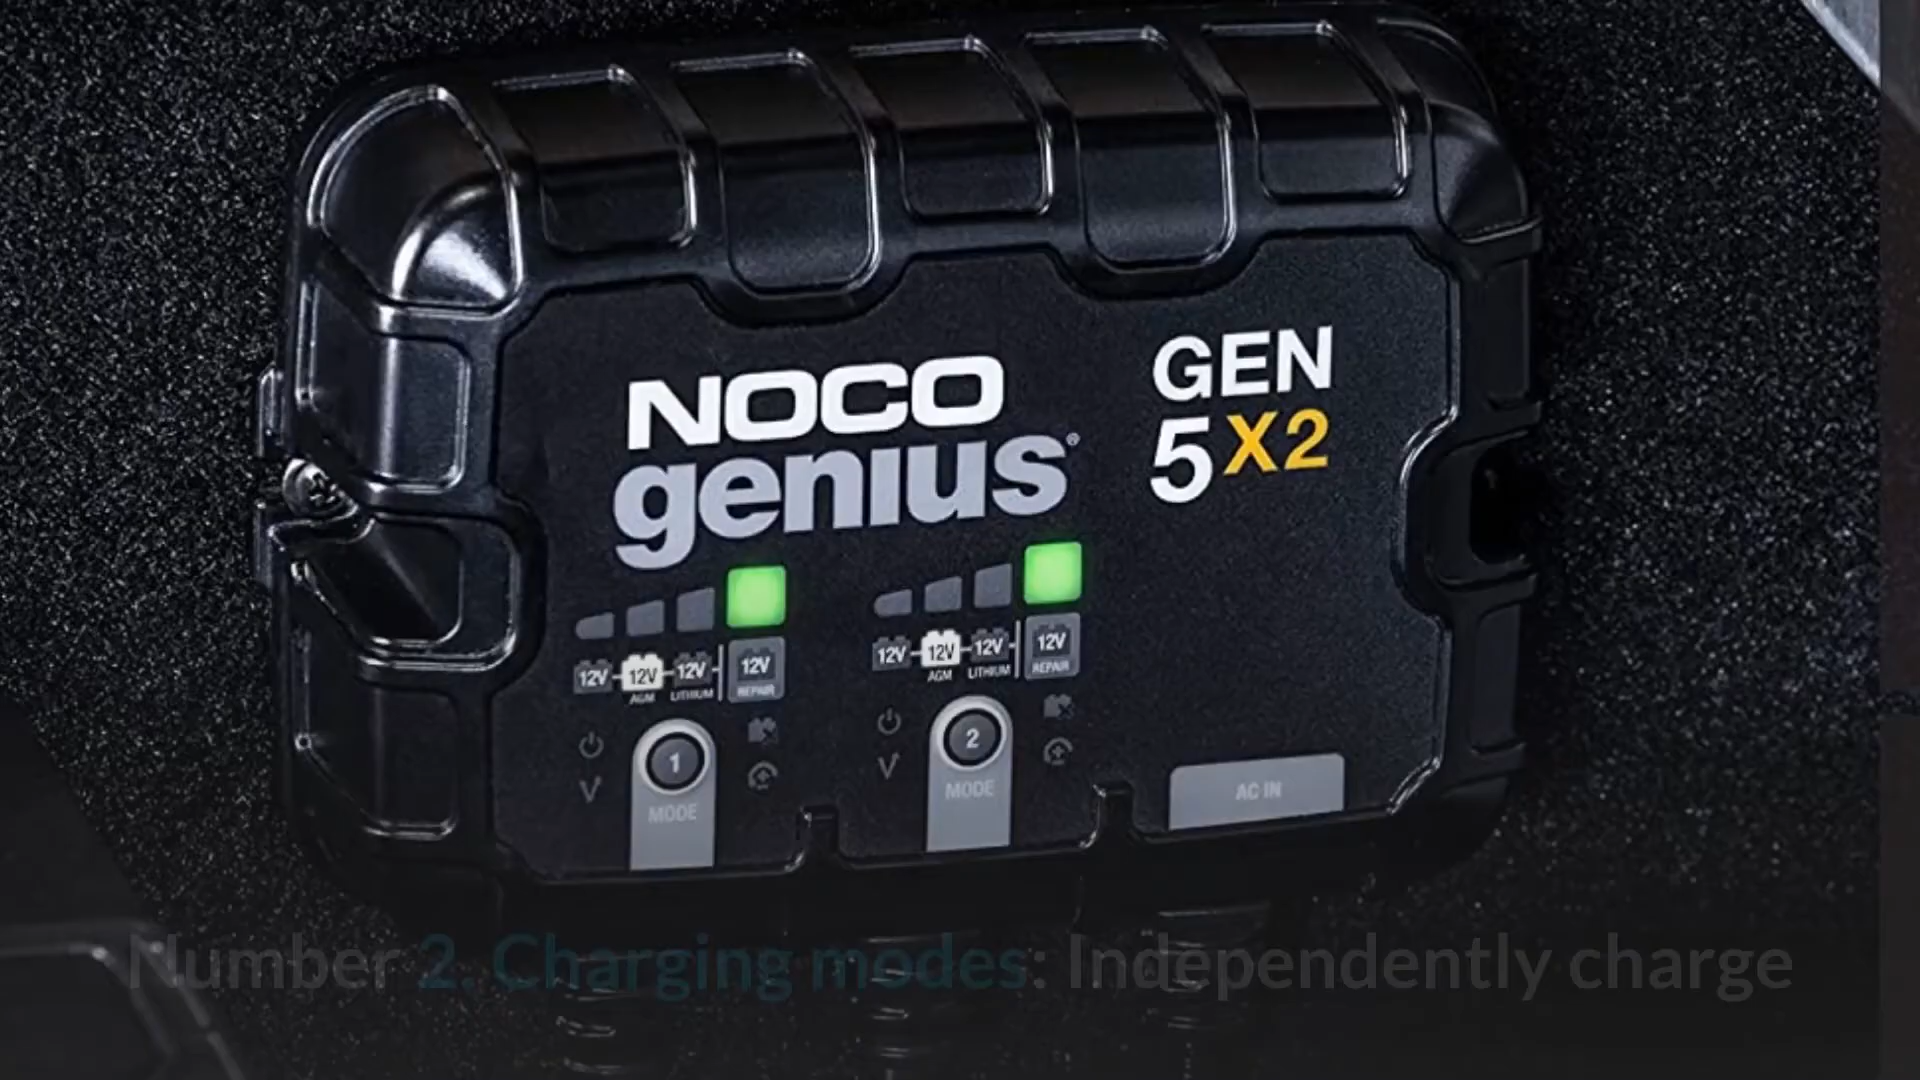 NOCO
genius®
GEN
5X2
12V 12V 12V 12V
AGM LITHIUM REPAIR
12V 12V 12V 12V
AGM LITHIUM REPAIR
1
MODE
2
MODE
AC IN
Number 2. Charging modes: Independently charge